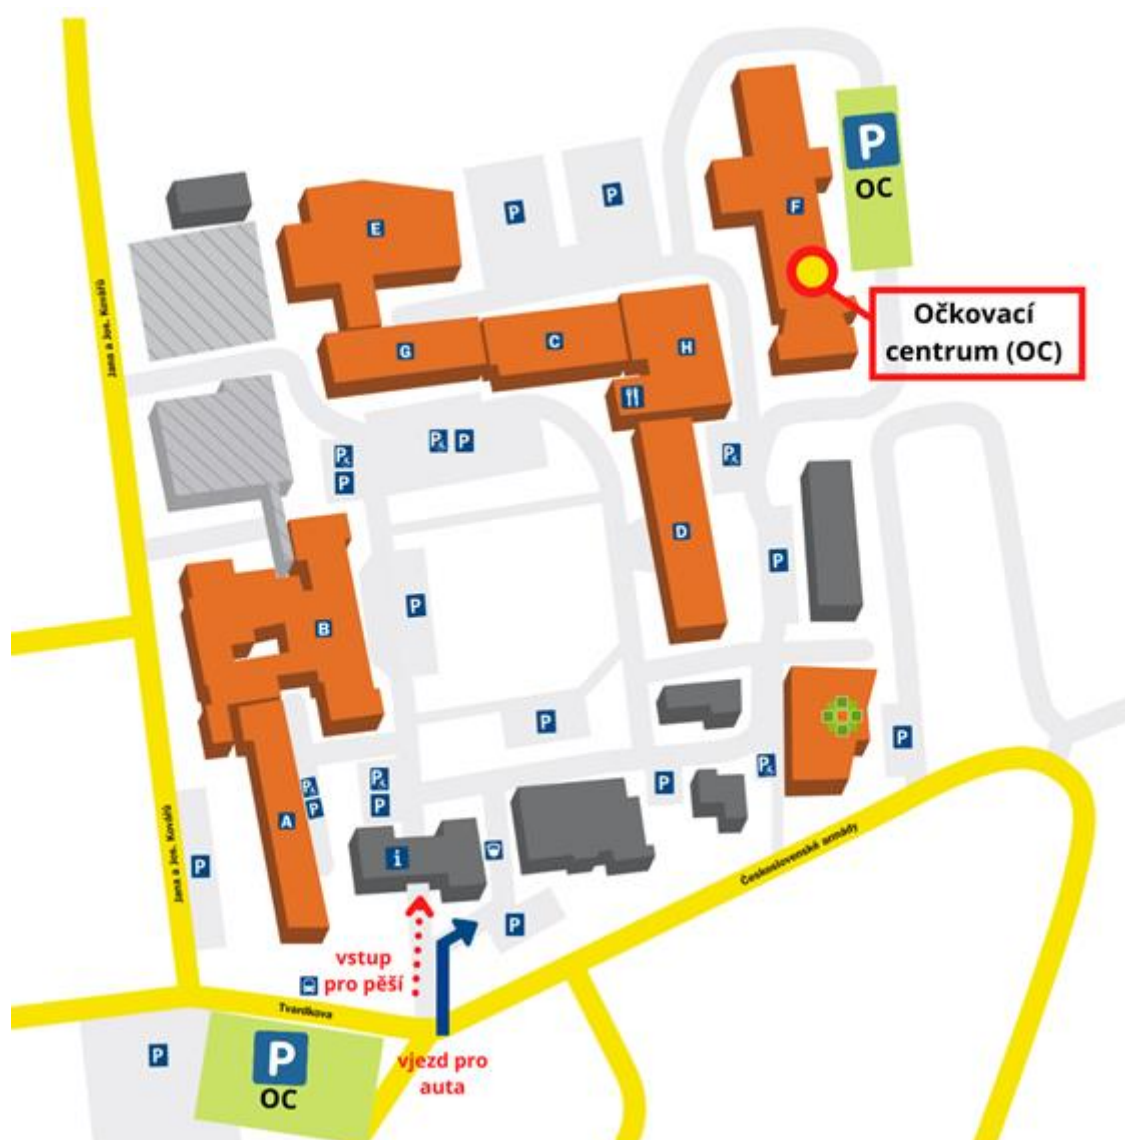 P
OC
F
P
P
E
Očkovací
centrum (OC)
Jana a Jos. Kovářů
G
C
H
P
P
P
P
P
P
D
P
P
B
P
P
P
P
P
P
P
P
P
A
i
Československé armády
Jana a Jos. Kovářů
P
P
vstup
pro pěší
Tvardkova
P
P
OC
vjezd pro
auta